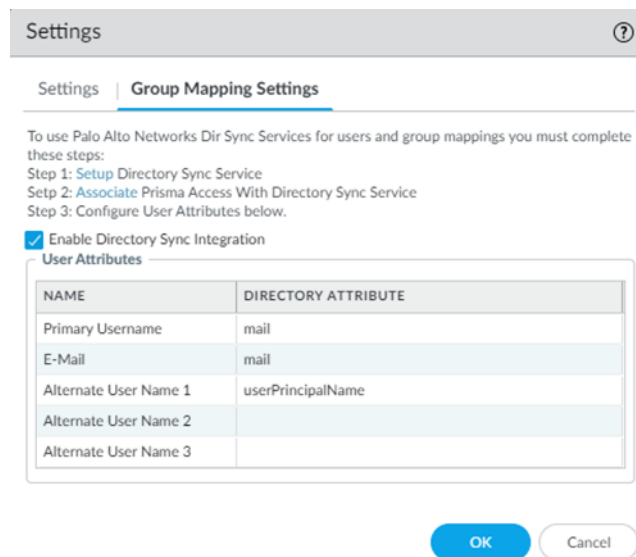 Settings ?
Settings | Group Mapping Settings
To use Palo Alto Networks Dir Sync Services for users and group mappings you must complete
these steps:
Step 1: Setup Directory Sync Service
Setp 2: Associate Prisma Access With Directory Sync Service
Step 3: Configure User Attributes below.
Enable Directory Sync Integration
User Attributes
NAME DIRECTORY ATTRIBUTE
Primary Username mail
E-Mail mail
Alternate User Name 1 userPrincipalName
Alternate User Name 2
Alternate User Name 3
OK Cancel